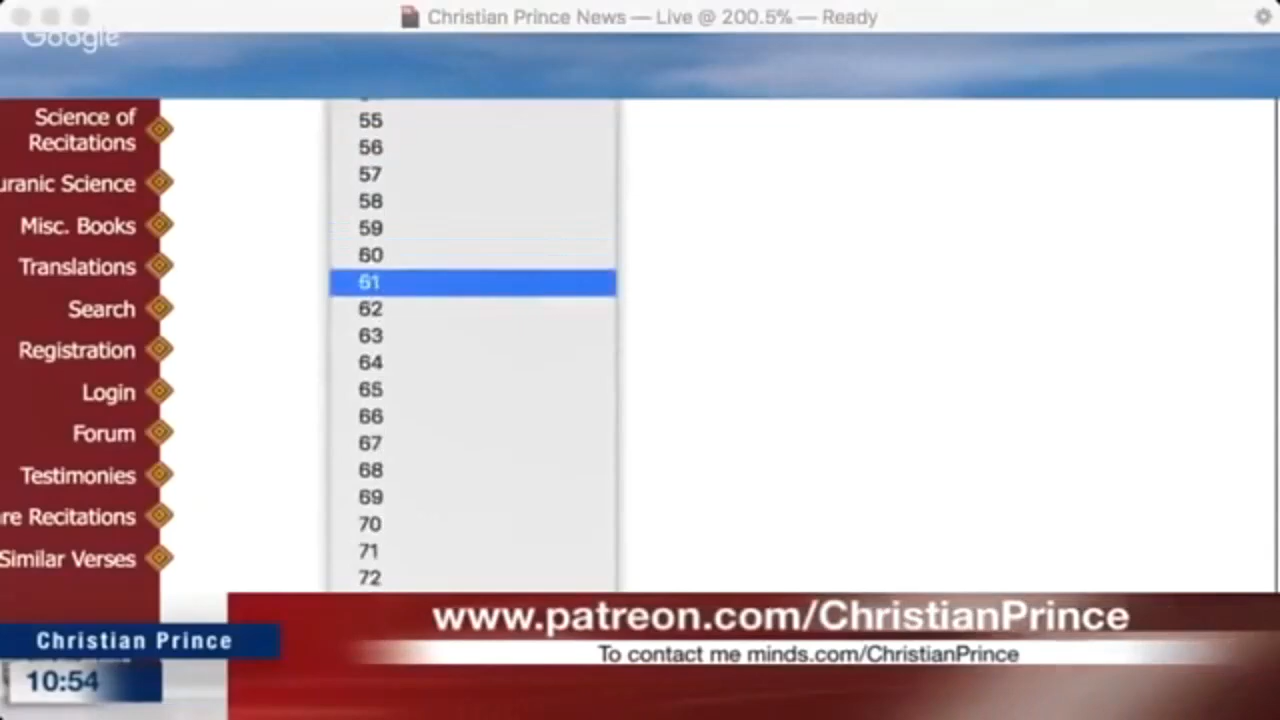 Christian Prince News — Live @ 200.5% — Ready
Google
Science of
Recitations
uranic Science
Misc. Books
Translations
Search
Registration
Login
Forum
Testimonies
re Recitations
Similar Verses
55
56
57
58
59
60
61
62
63
64
65
66
67
68
69
70
71
72
www.patreon.com/ChristianPrince
To contact me minds.com/ChristianPrince
Christian Prince
10:54